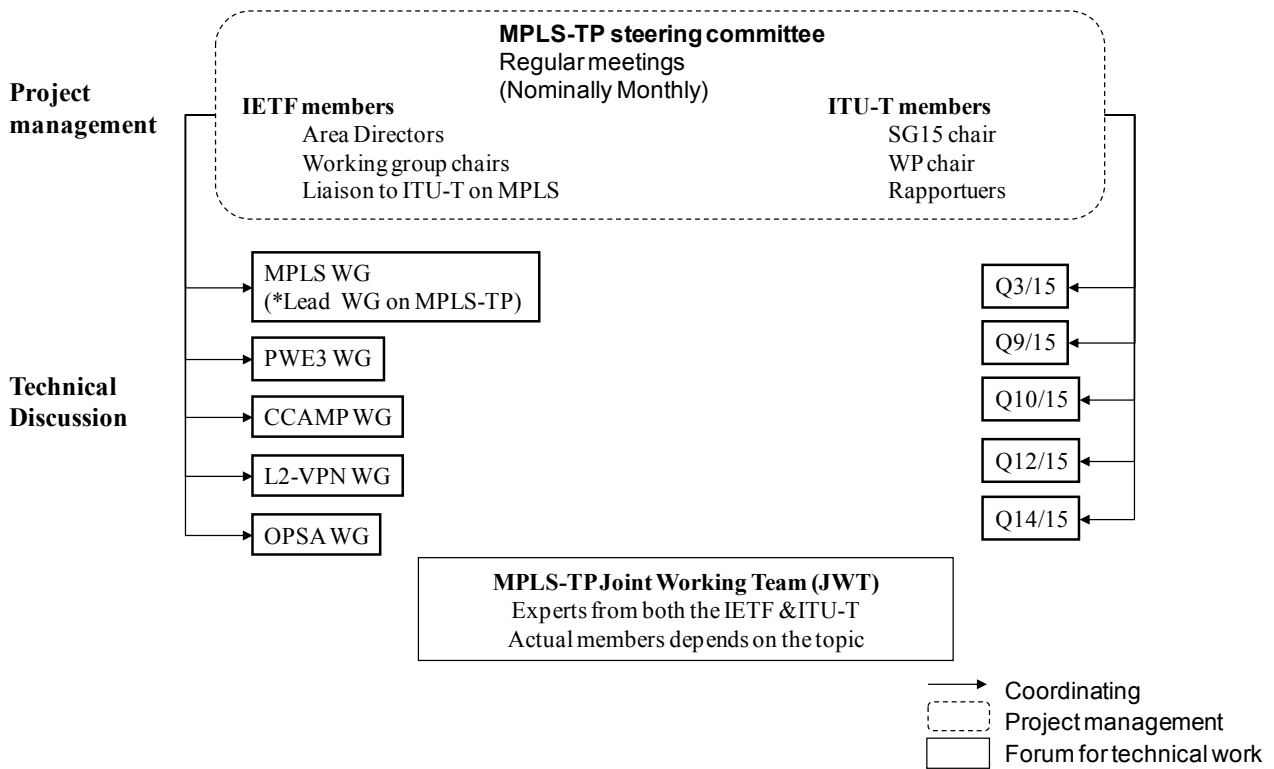 MPLS-TP steering committee
Regular meetings
(Nominally Monthly)
Project
management
IETF members
Area Directors
Working group chairs
Liaison to ITU-T on MPLS
ITU-T members
SG15 chair
WP chair
Rapportuers
Technical
Discussion
MPLS WG
(*Lead WG on MPLS-TP)
PWE3 WG
CCAMP WG
L2-VPN WG
OPSA WG
Q3/15
Q9/15
Q10/15
Q12/15
Q14/15
MPLS-TP Joint Working Team (JWT)
Experts from both the IETF & ITU-T
Actual members depends on the topic
Coordinating
Project management
Forum for technical work